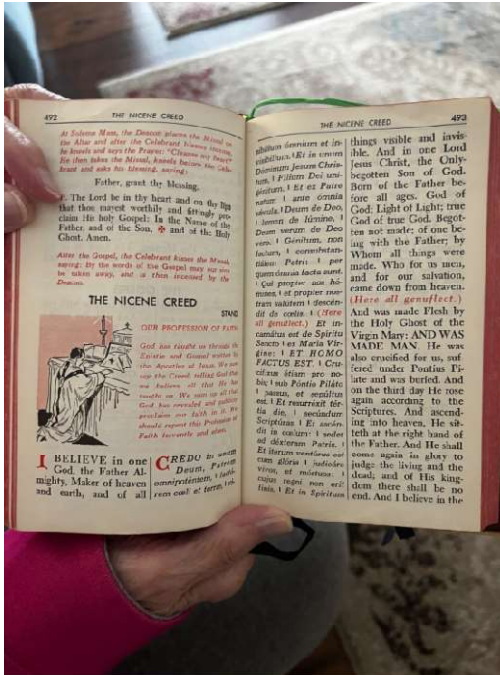 492
THE NICENE CREED
At Solemn Mass, the Deacon places the Missal on
the Altar and after the Celebrant blesses incense,
he kneels and says the Prayer: "Cleanse my heart"
He then takes the Missal, kneels before the Cele-
brant and asks his blessing, saying:
Father, grant thy blessing.
The Lord be in thy heart and on thy lips
that thou mayest worthily and fittingly pro-
claim His holy Gospel: In the Name of the
Father, and of the Son, ✠ and of the Holy
Ghost. Amen.
After the Gospel, the Celebrant kisses the Missal,
saying: By the words of the Gospel may our sins
be taken away, and is then incensed by the
Deacon.
THE NICENE CREED
STAND
OUR PROFESSION OF FAITH
God has taught us through the
Epistle and Gospel written by
the Apostles of Jesus. We now
say the Creed telling God that
we believe all that He has
taught us. We sum up all that
God has revealed and publicly
proclaim our faith in it. We
should repeat this Profession of
Faith fervently and often.
I BELIEVE in one
God, the Father Al-
mighty, Maker of heaven
and earth, and of all
CREDO in unum
Deum, Patrem
omnipoténtem, factó-
rem cœli et terræ,
THE NICENE CREED
493
sibílium ómnium et in-
visibílium. Et in unum
Dóminum Jesum Chris-
tum, Fílium Dei uni-
génitum. Et ex Patre
natum ante ómnia
sǽcula. Deum de Deo,
lumen de lúmine,
Deum verum de Deo
vero. Génitum, non
factum, consubstan-
tiálem Patri: per
quem ómnia facta sunt.
Qui propter nos hó-
mines, et propter nos-
tram salútem descén-
dit de cœlis. (Here
all genuflect.) Et in-
carnátus est de Spíritu
Sancto ex María Vír-
gine: ET HOMO
FACTUS EST. Cru-
cifíxus étiam pro no-
bis; sub Póntio Piláto
passus, et sepúltus
est. Et resurréxit tér-
tia die, secúndum
Scriptúras. Et ascén-
dit in cœlum: sedet
ad déxteram Patris.
Et íterum ventúrus est
cum glória judicáre
vivos, et mórtuos:
cujus regni non erit
finis. Et in Spíritum
things visible and invis-
ible. And in one Lord
Jesus Christ, the Only-
begotten Son of God.
Born of the Father be-
fore all ages. God of
God; Light of Light; true
God of true God. Begot-
ten not made; of one be-
ing with the Father; by
Whom all things were
made. Who for us men,
and for our salvation,
came down from heaven.
(Here all genuflect.)
And was made Flesh by
the Holy Ghost of the
Virgin Mary: AND WAS
MADE MAN. He was
also crucified for us, suf-
fered under Pontius Pi-
late and was buried. And
on the third day He rose
again according to the
Scriptures. And ascend-
ing into heaven, He sit-
teth at the right hand of
the Father. And He shall
come again in glory to
judge the living and the
dead; and of His king-
dom there shall be no
end. And I believe in the